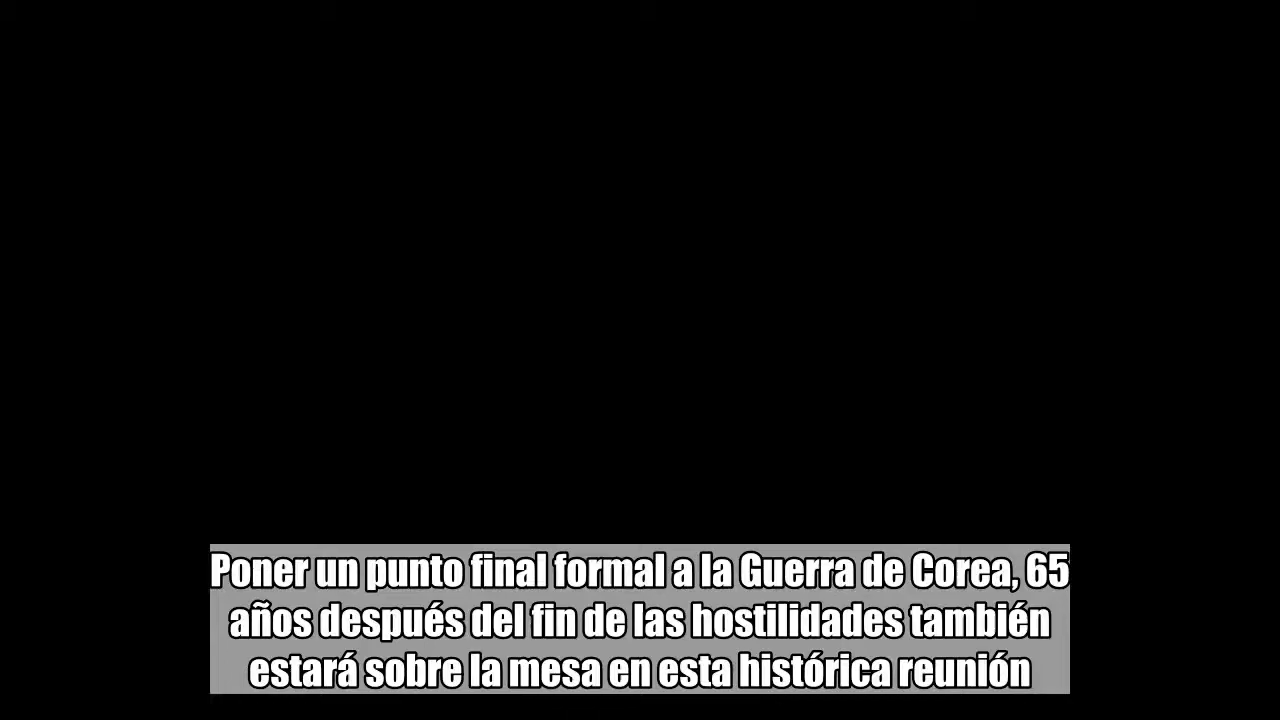 Poner un punto final formal a la Guerra de Corea, 65
años después del fin de las hostilidades también
estará sobre la mesa en esta histórica reunión